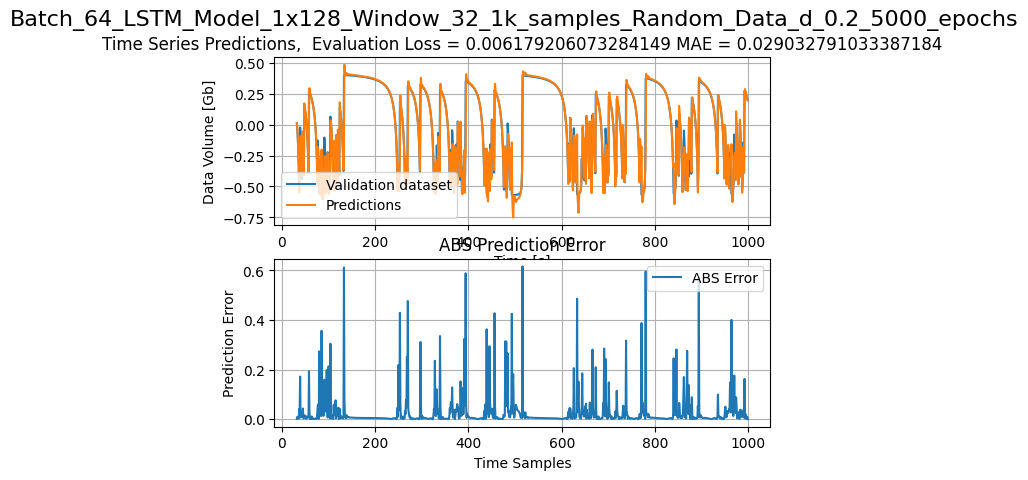 Batch_64_LSTM_Model_1x128_Window_32_1k_samples_Random_Data_d_0.2_5000_epochs
Time Series Predictions,  Evaluation Loss = 0.006179206073284149 MAE = 0.029032791033387184
0.50
0.25
0.00
−0.25
−0.50
−0.75
Data Volume [Gb]
Validation dataset
Predictions
0
200
400
600
800
1000
Time [s]
ABS Prediction Error
0.6
0.4
0.2
0.0
Prediction Error
ABS Error
0
200
400
600
800
1000
Time Samples